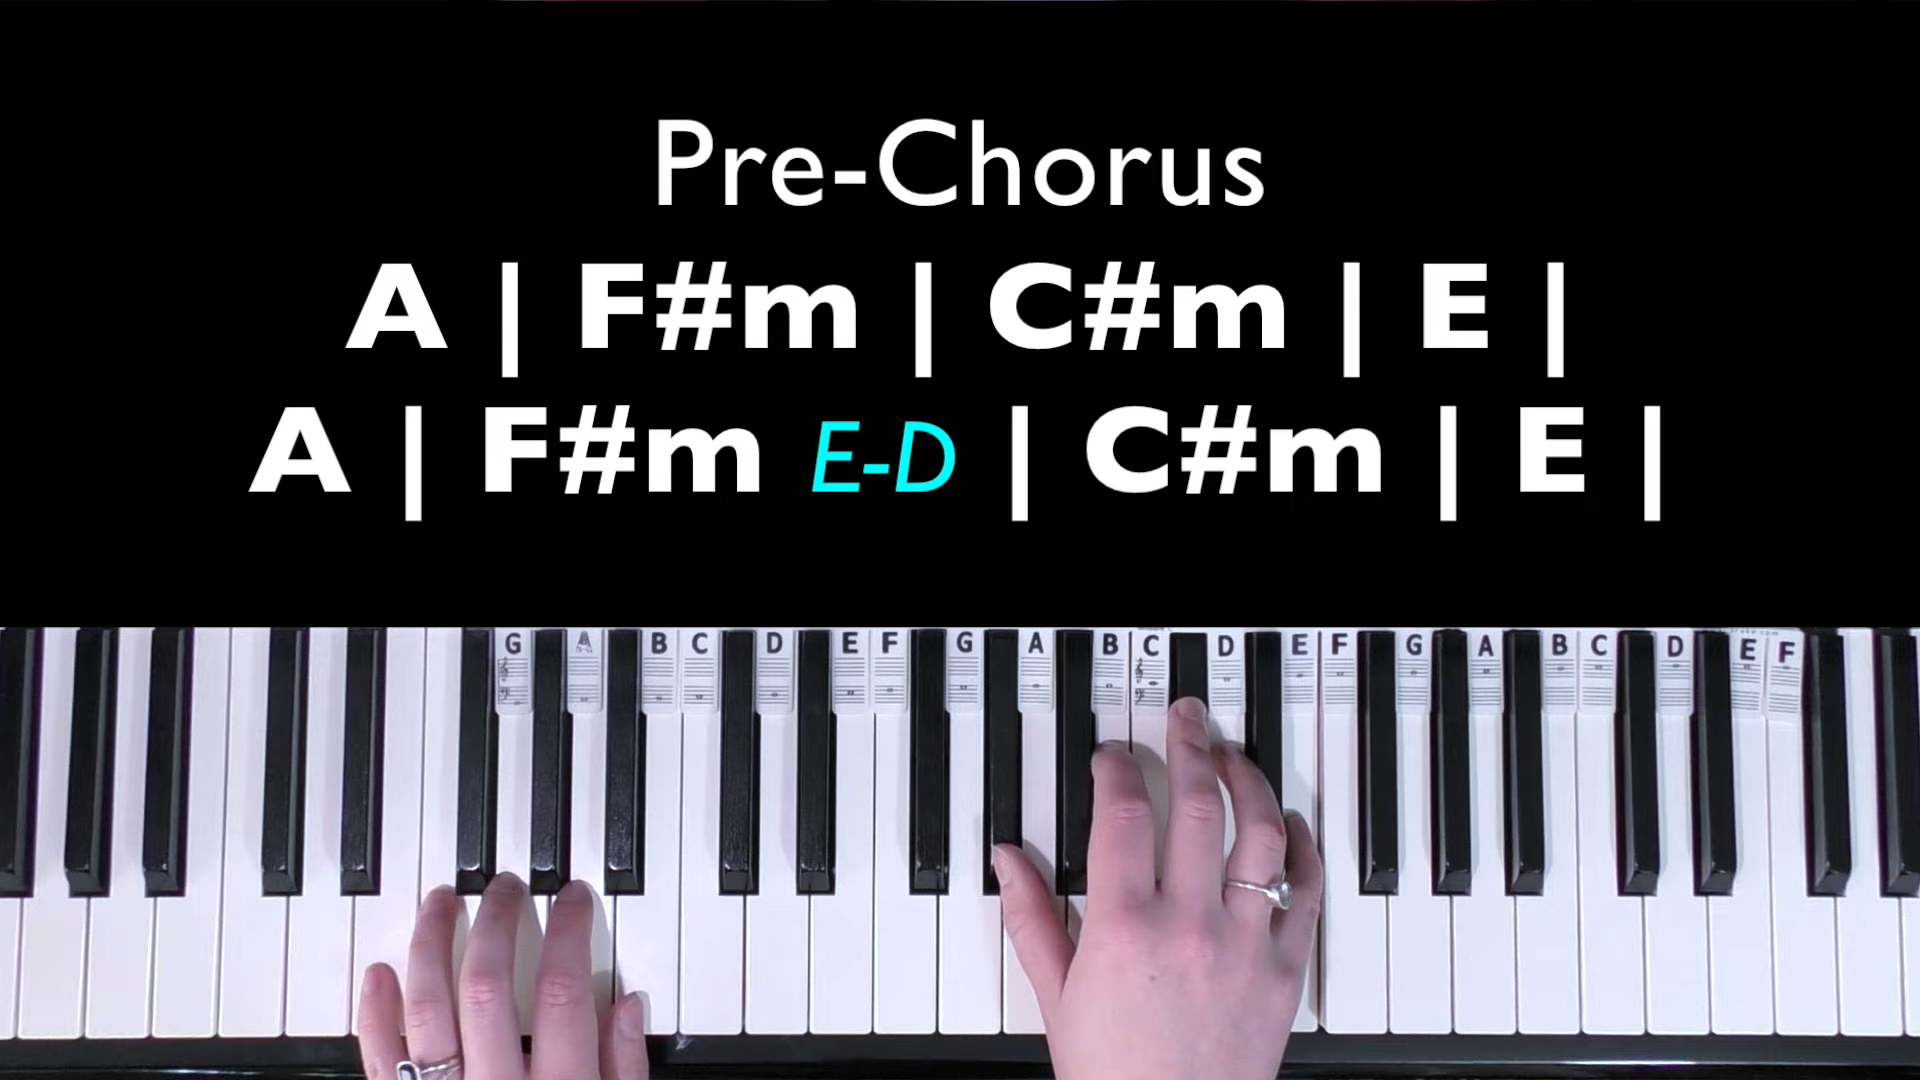 Pre-Chorus
A | F#m | C#m | E |
A | F#m E-D | C#m | E |
G A B C D E F G A B C D E F G A B C D E F